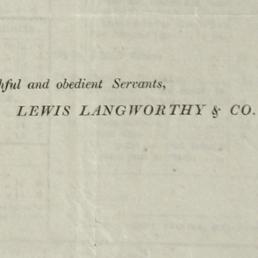 hful and obedient Servants,
LEWIS LANGWORTHY & CO.